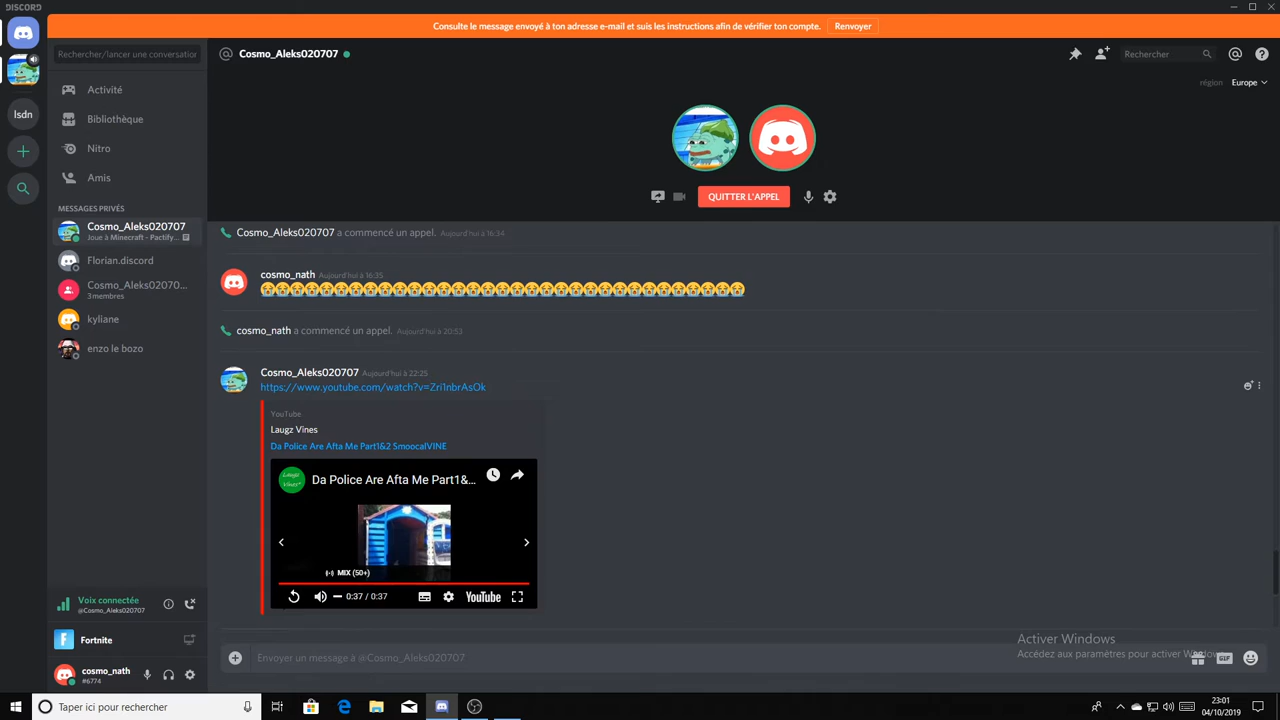 DISCORD
Consulte le message envoyé à ton adresse e-mail et suis les instructions afin de vérifier ton compte. Renvoyer
Rechercher/lancer une conversation
@ Cosmo_Aleks020707
Rechercher
région Europe
lsdn
Activité
Bibliothèque
Nitro
Amis
MESSAGES PRIVÉS
Cosmo_Aleks020707
Joue à Minecraft - Pactify...
Florian.discord
Cosmo_Aleks02070...
3 membres
kyliane
enzo le bozo
QUITTER L'APPEL
Cosmo_Aleks020707 a commencé un appel. Aujourd'hui à 16:34
cosmo_nath Aujourd'hui à 16:35
cosmo_nath a commencé un appel. Aujourd'hui à 20:53
Cosmo_Aleks020707 Aujourd'hui à 22:25
https://www.youtube.com/watch?v=Zri1nbrAsOk
YouTube
Laugz Vines
Da Police Are Afta Me Part1&2 SmoocaIVINE
Laugz Vines
Da Police Are Afta Me Part1&...
MIX (50+)
0:37 / 0:37
YouTube
Voix connectée
@Cosmo_Aleks020707
Fortnite
cosmo_nath
#6774
Envoyer un message à @Cosmo_Aleks020707
GIF
Activer Windows
Accédez aux paramètres pour activer Windows.
Taper ici pour rechercher
23:01
04/10/2019